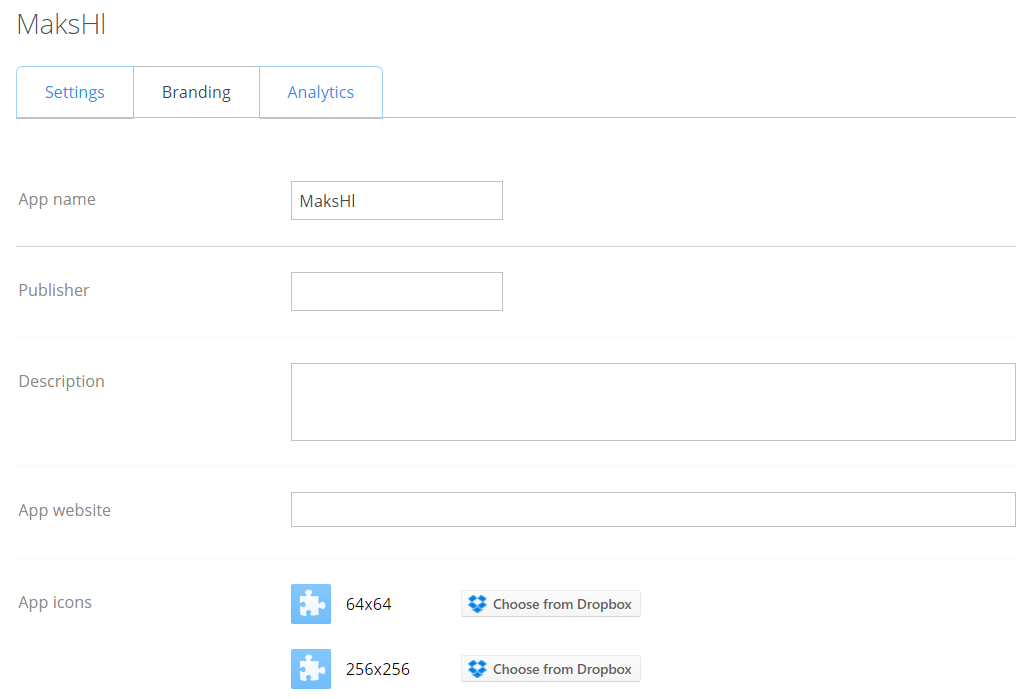 MaksHl
Settings Branding Analytics
App name MaksHl
Publisher
Description
App website
App icons 64x64 Choose from Dropbox
256x256 Choose from Dropbox